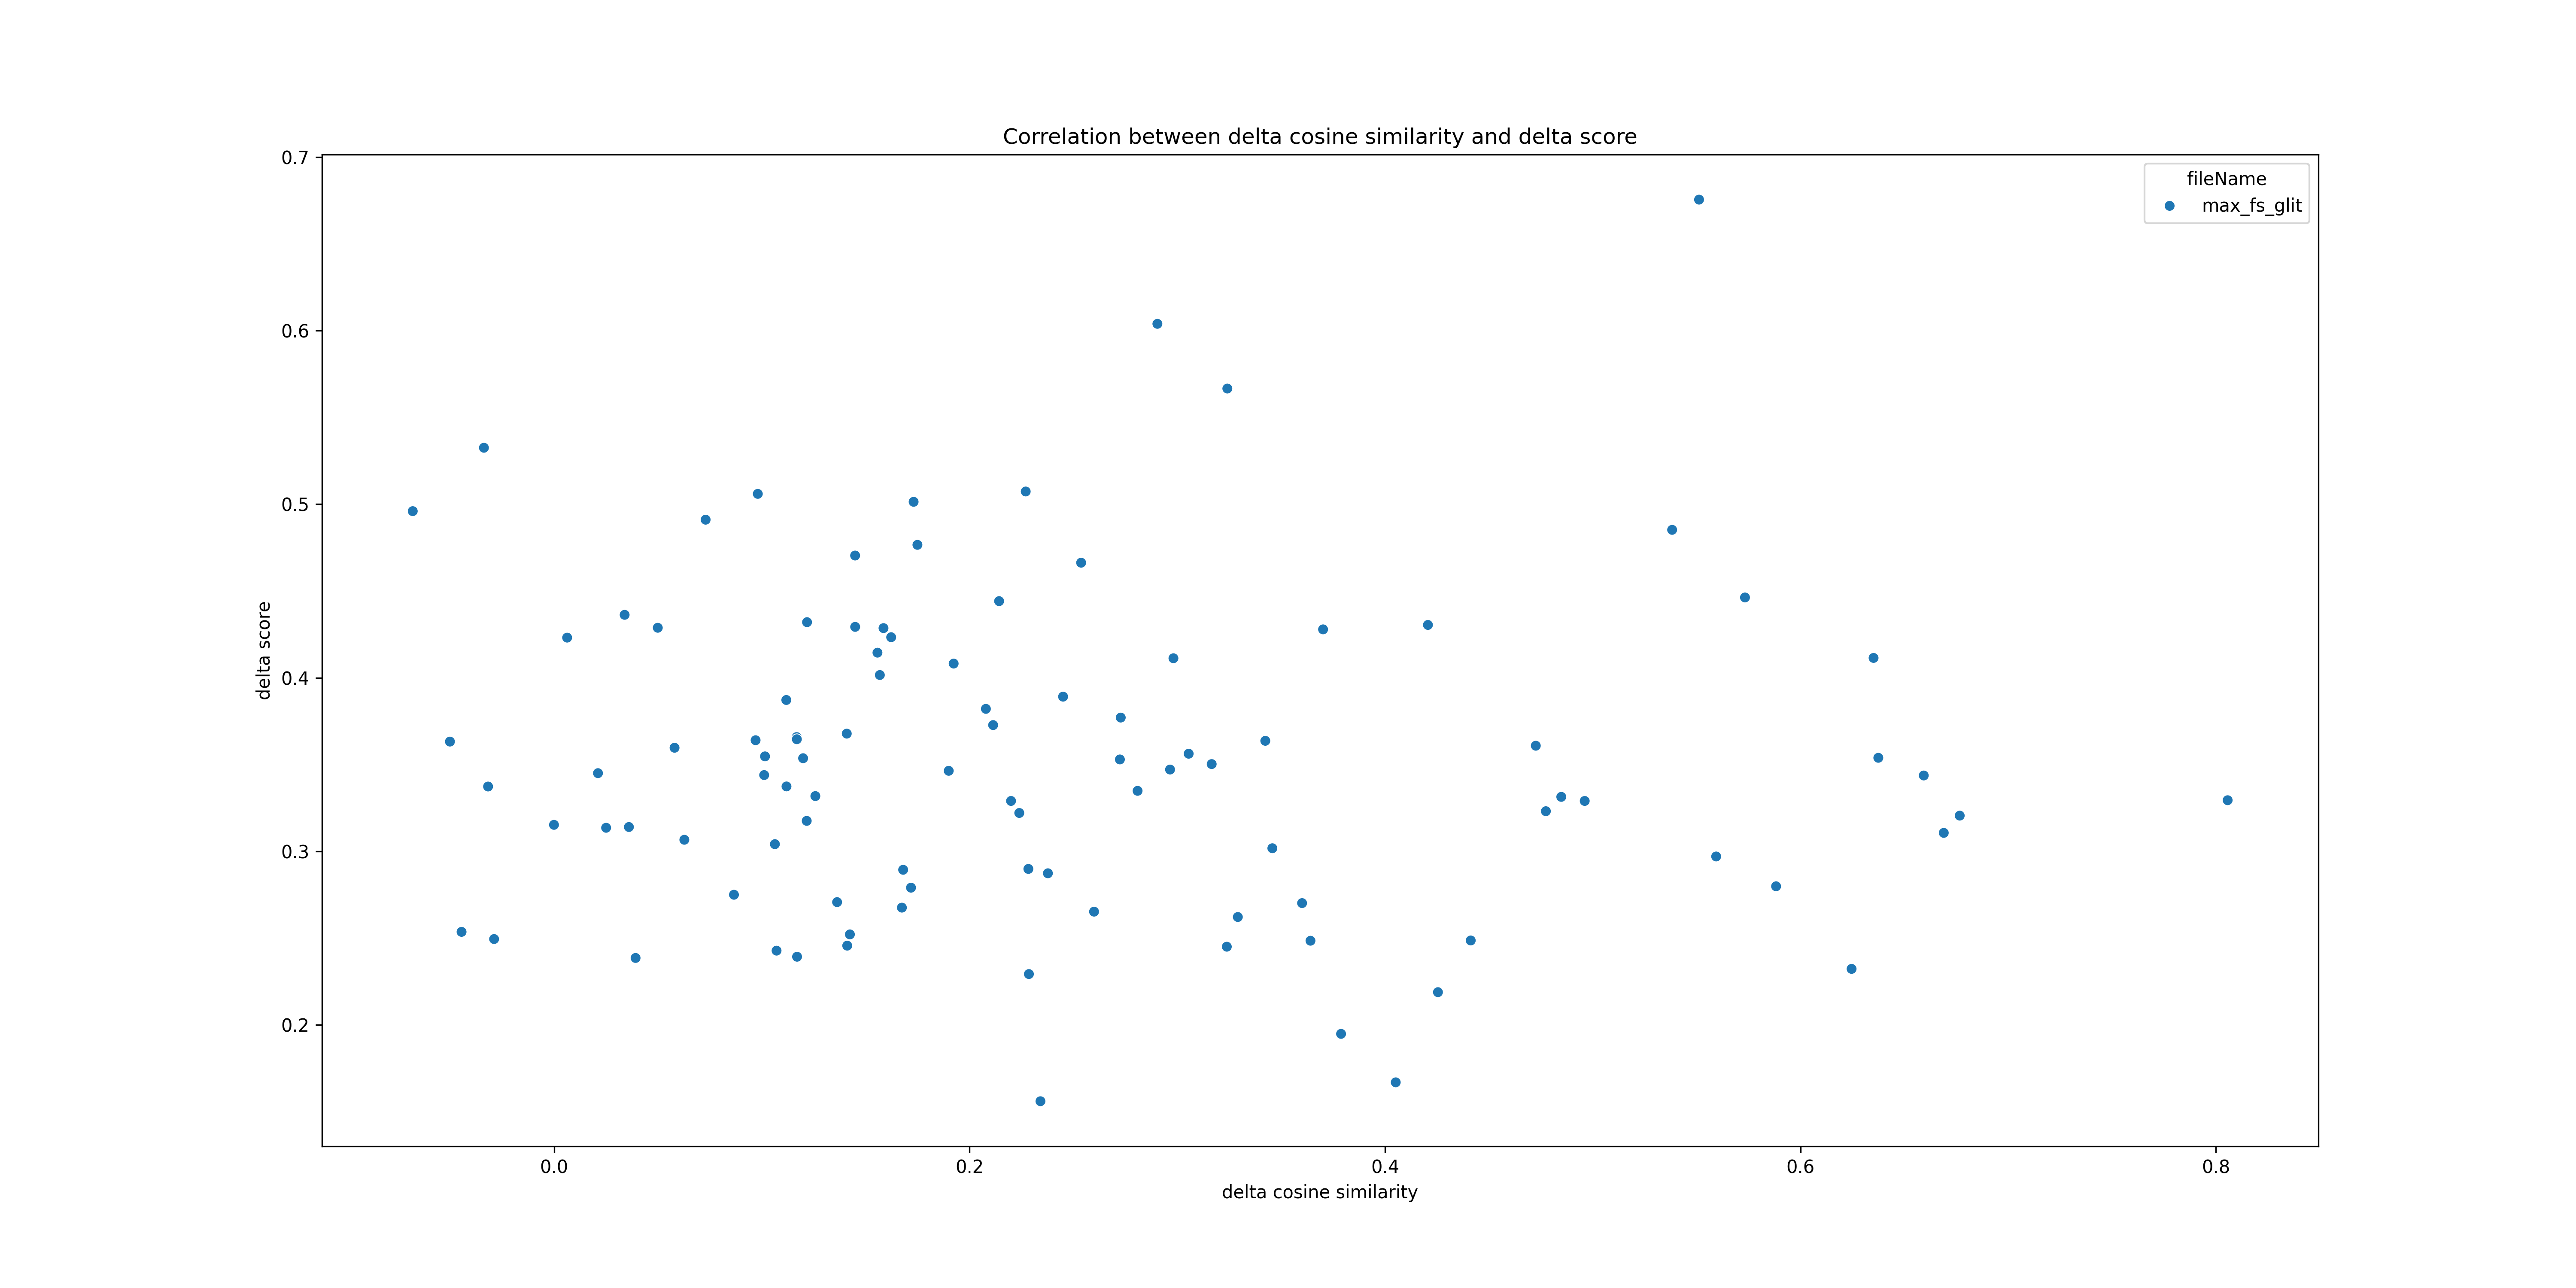 Correlation between delta cosine similarity and delta score
fileName
max_fs_glit
0.7
0.6
0.5
0.4
0.3
0.2
delta score
0.0
0.2
0.4
0.6
0.8
delta cosine similarity